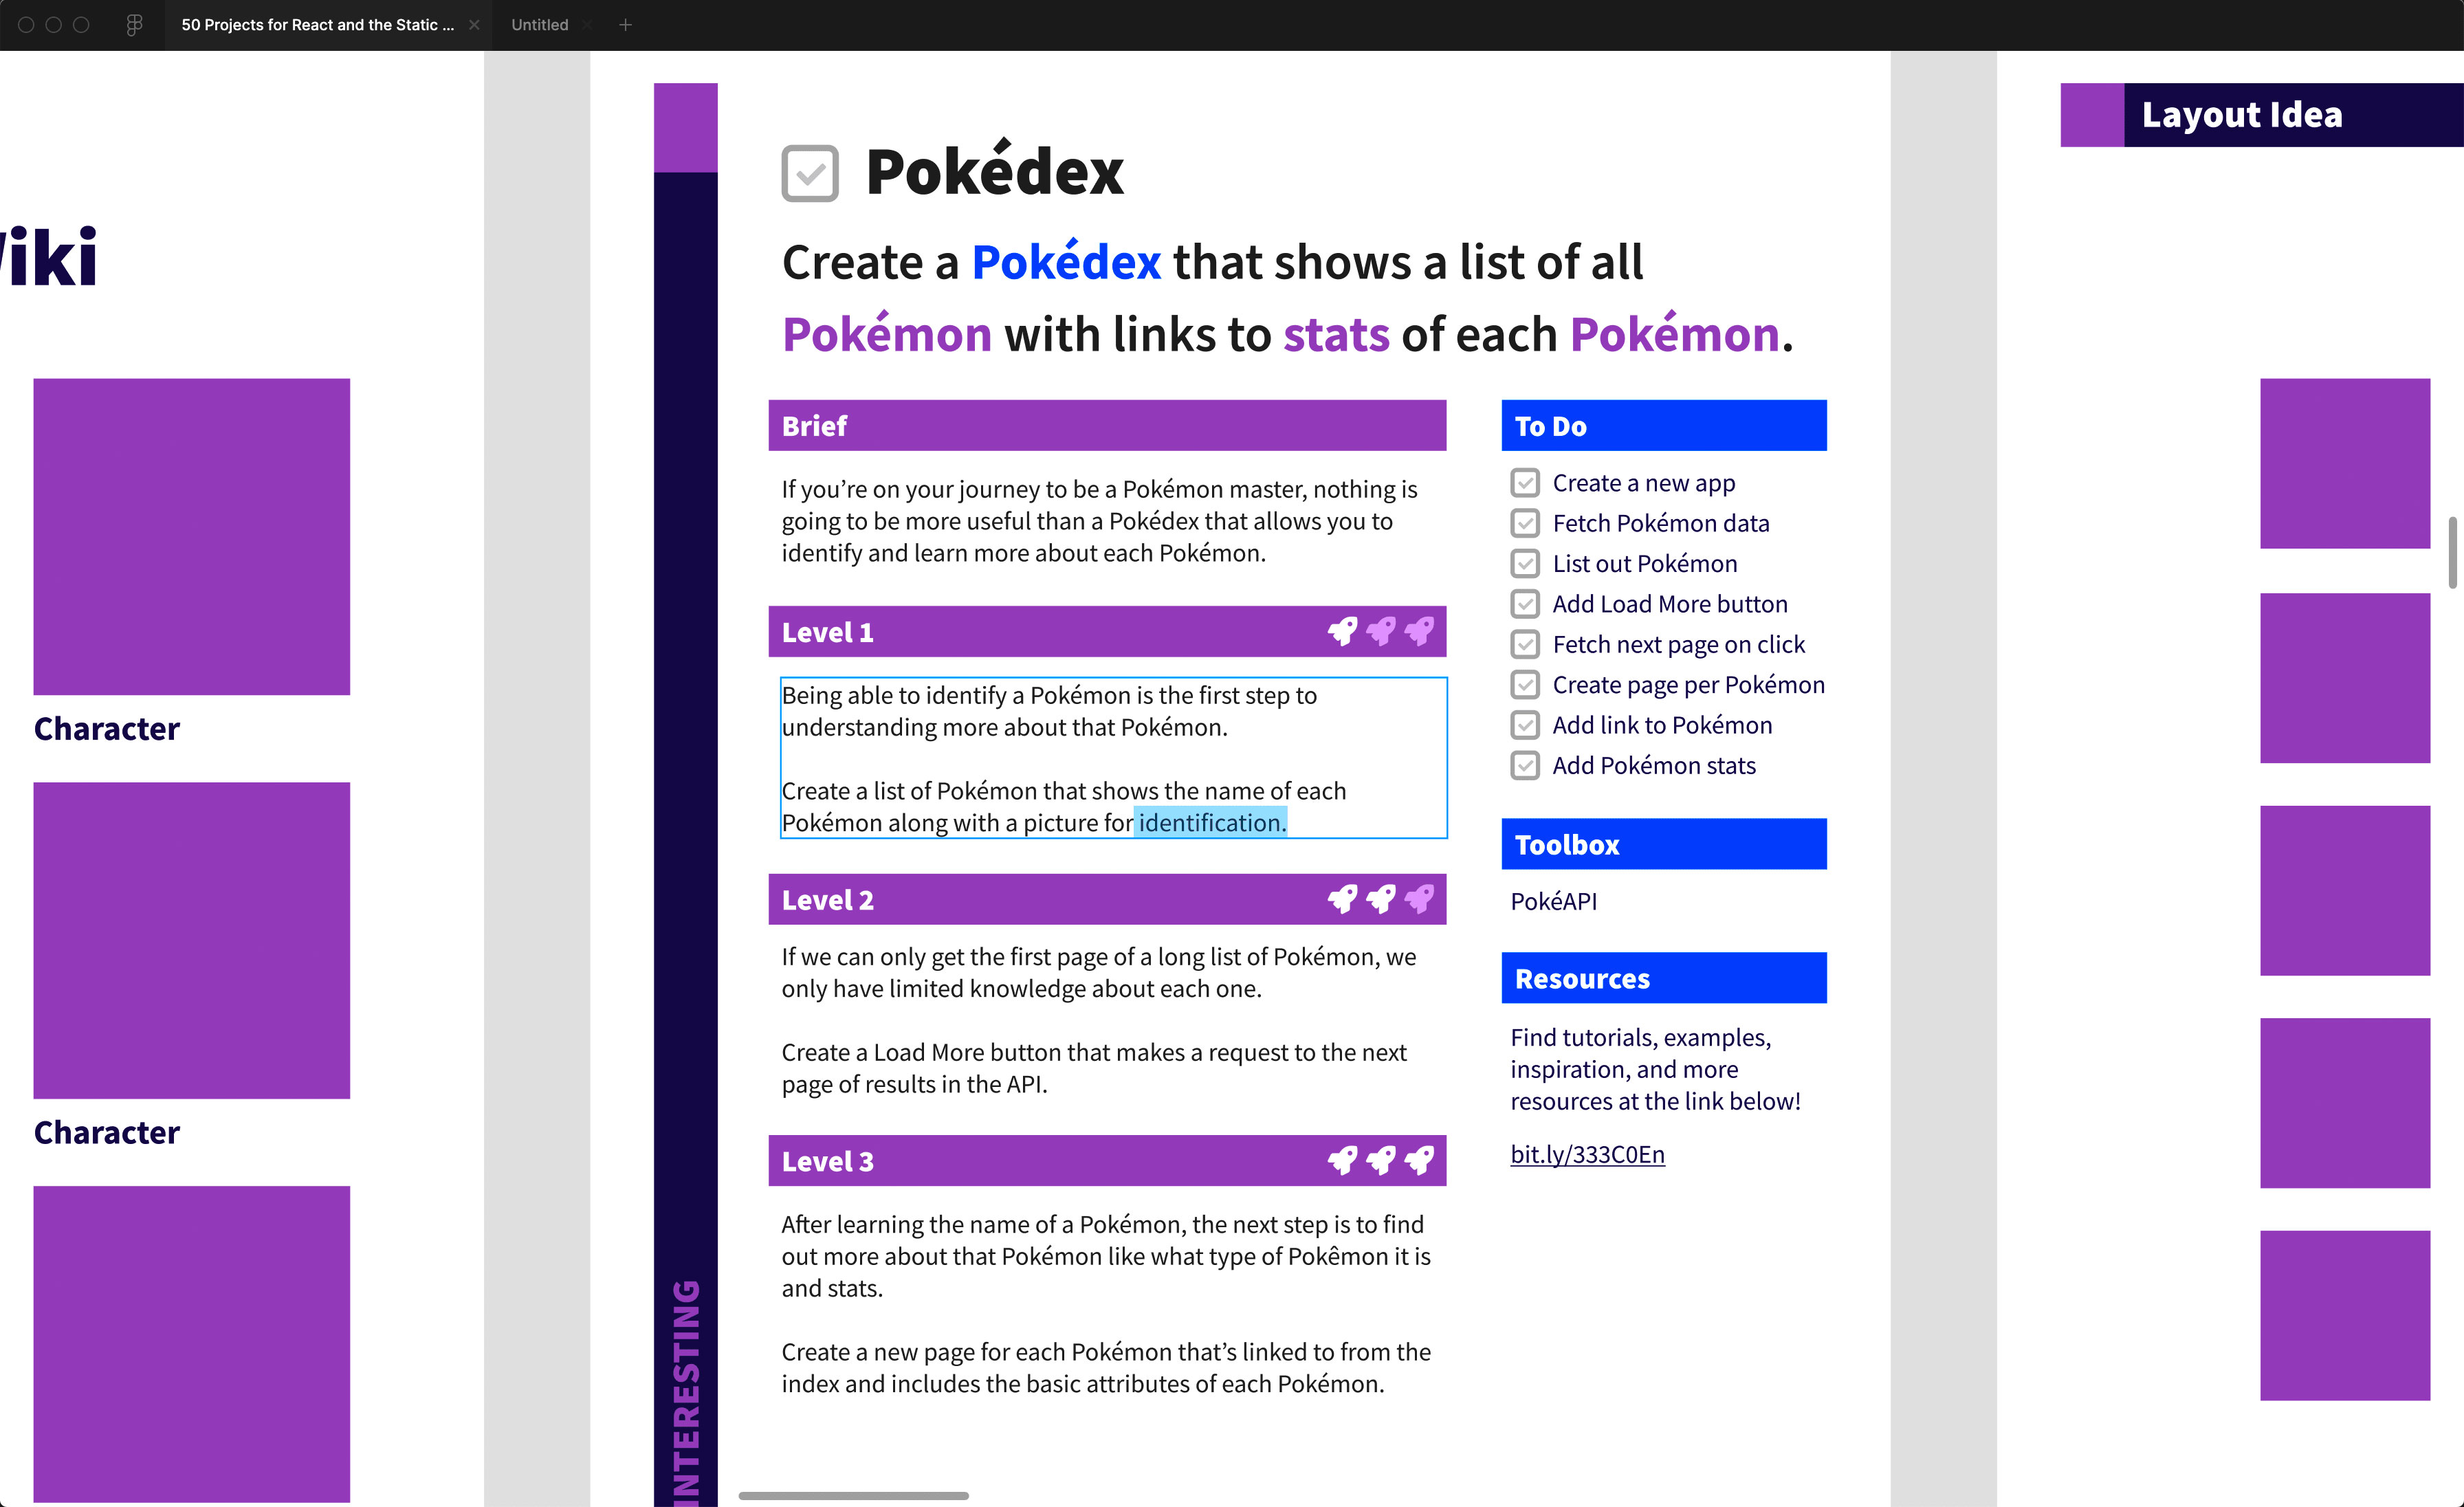 50 Projects for React and the Static ...
Untitled
iki
Character
Character
INTERESTING
Pokédex
Create a Pokédex that shows a list of all
Pokémon with links to stats of each Pokémon.
Brief
If you’re on your journey to be a Pokémon master, nothing is
going to be more useful than a Pokédex that allows you to
identify and learn more about each Pokémon.
Level 1
Being able to identify a Pokémon is the first step to
understanding more about that Pokémon.
Create a list of Pokémon that shows the name of each
Pokémon along with a picture for identification.
Level 2
If we can only get the first page of a long list of Pokémon, we
only have limited knowledge about each one.
Create a Load More button that makes a request to the next
page of results in the API.
Level 3
After learning the name of a Pokémon, the next step is to find
out more about that Pokémon like what type of Pokêmon it is
and stats.
Create a new page for each Pokémon that’s linked to from the
index and includes the basic attributes of each Pokémon.
To Do
Create a new app
Fetch Pokémon data
List out Pokémon
Add Load More button
Fetch next page on click
Create page per Pokémon
Add link to Pokémon
Add Pokémon stats
Toolbox
PokéAPI
Resources
Find tutorials, examples,
inspiration, and more
resources at the link below!
bit.ly/333C0En
Layout Idea